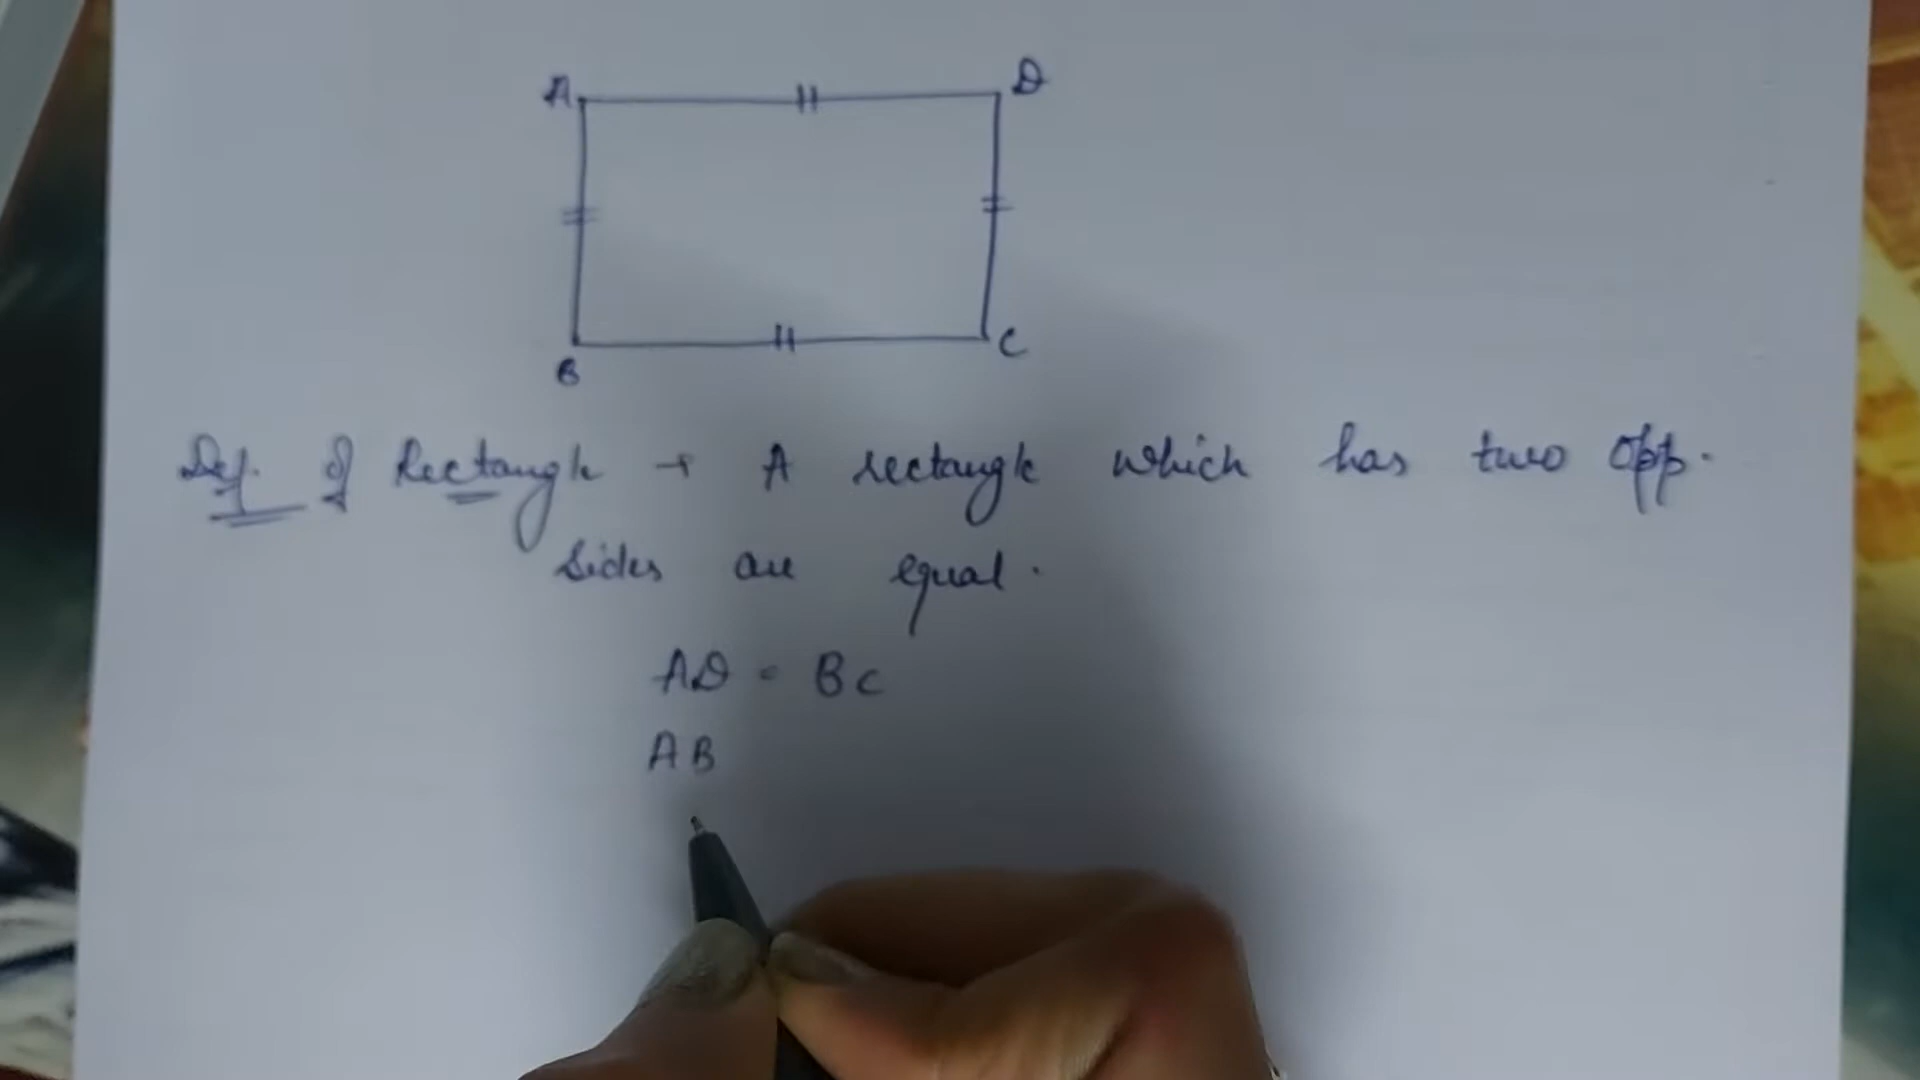 A D
B C
Def. of Rectangle → A rectangle which has two opp.
sides are equal.
AD = BC
AB